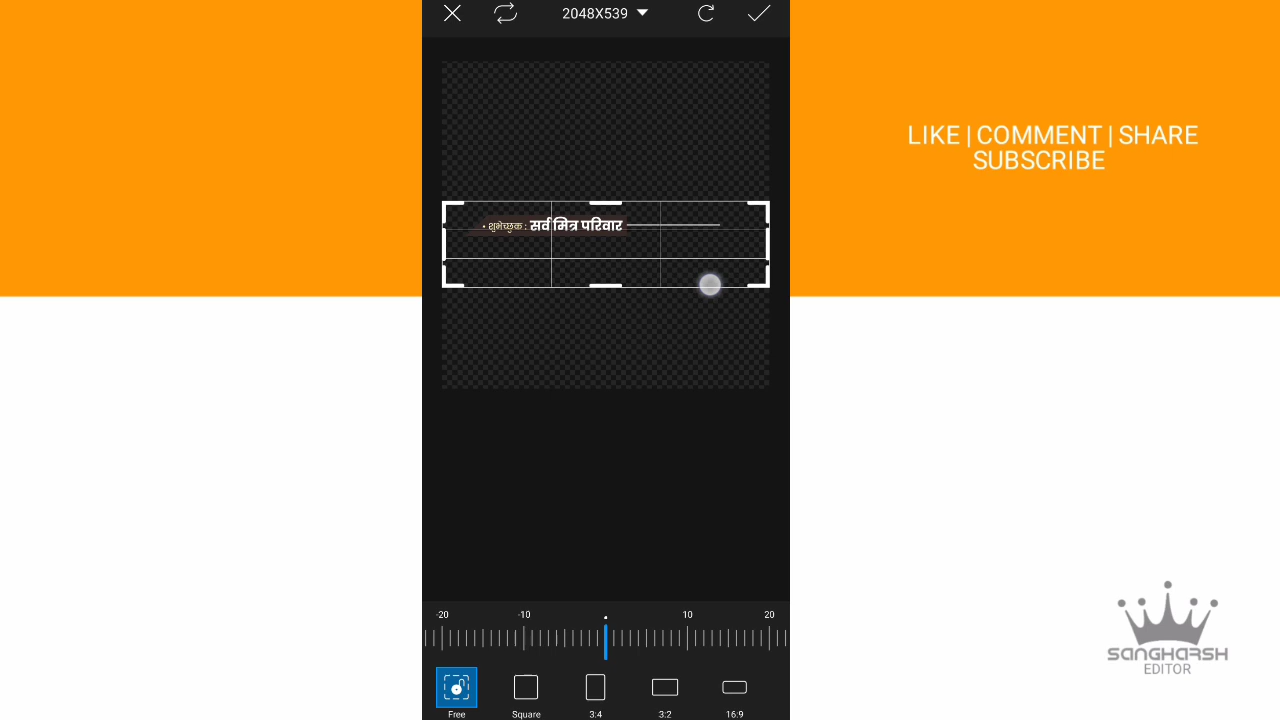 2048X539
LIKE | COMMENT | SHARE
SUBSCRIBE
• शुभेच्छुक : सर्व मित्र परिवार
-20 -10 10 20
Free Square 3:4 3:2 16:9
SANGHARSH
EDITOR